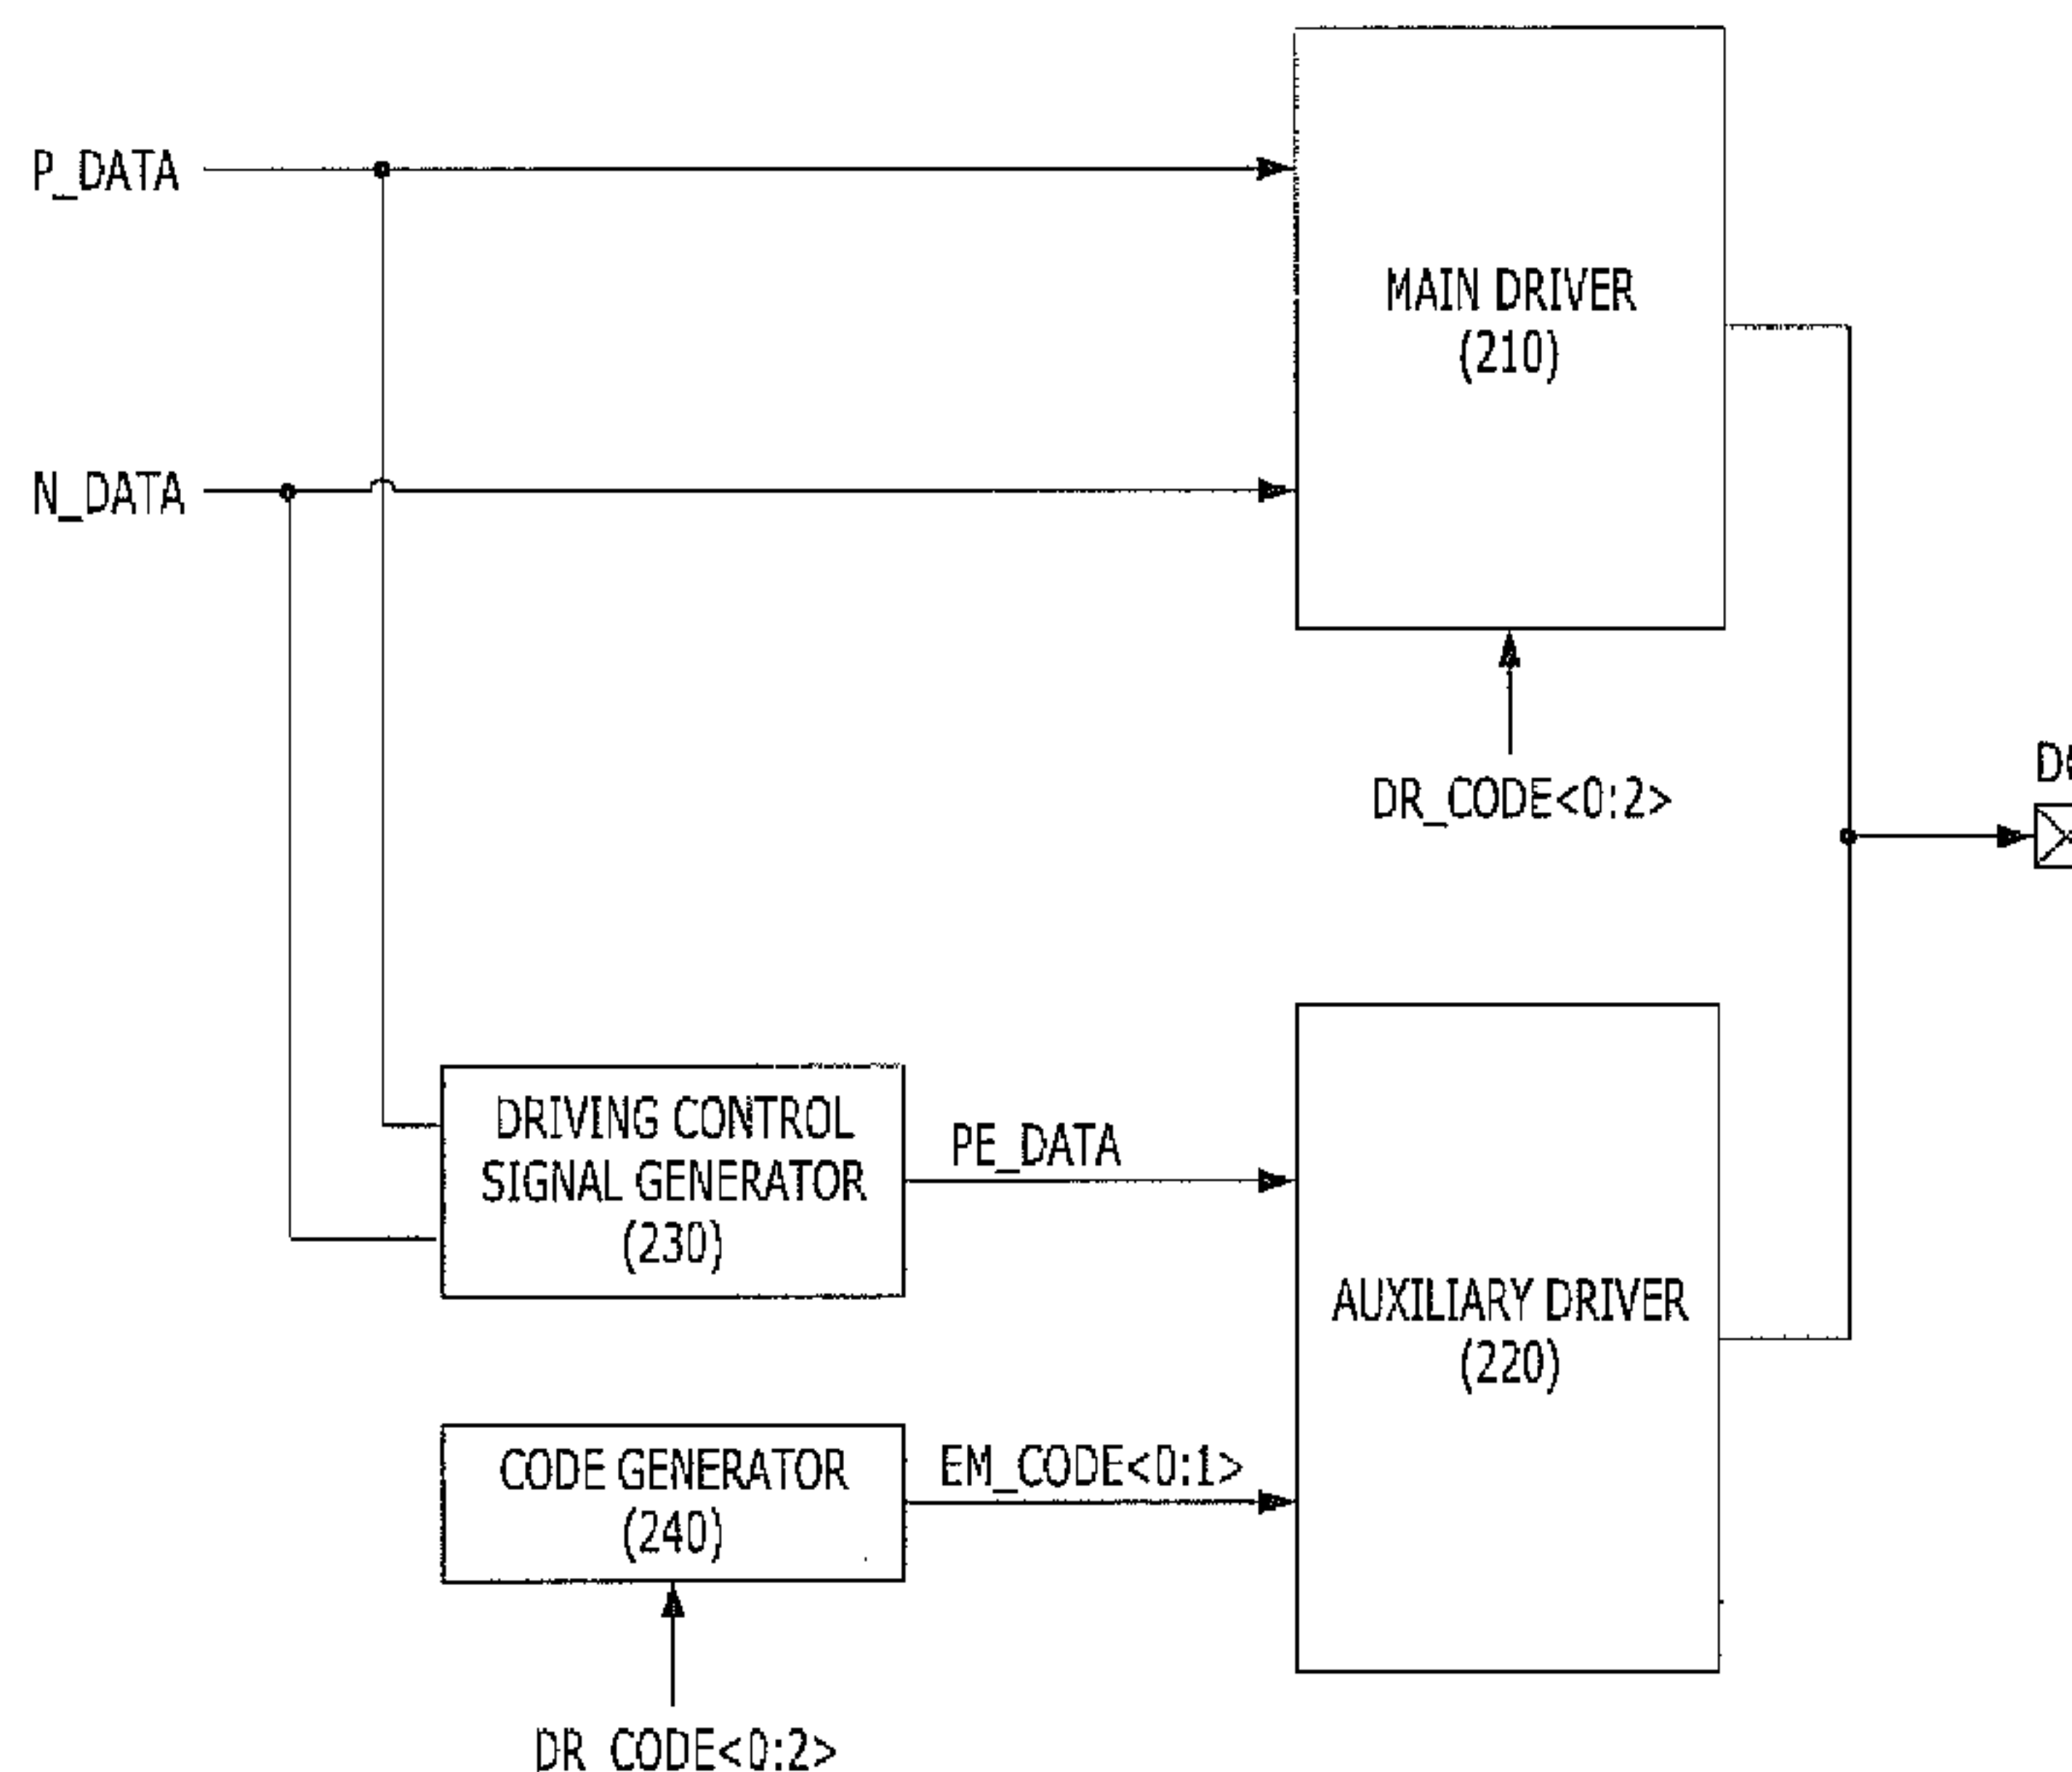 P_DATA
MAIN DRIVER
(210)
N_DATA
DR_CODE<0:2>
DRIVING CONTROL
SIGNAL GENERATOR
(230)
PE_DATA
AUXILIARY DRIVER
(220)
CODE GENERATOR
(240)
EM_CODE<0:1>
DR_CODE<0:2>